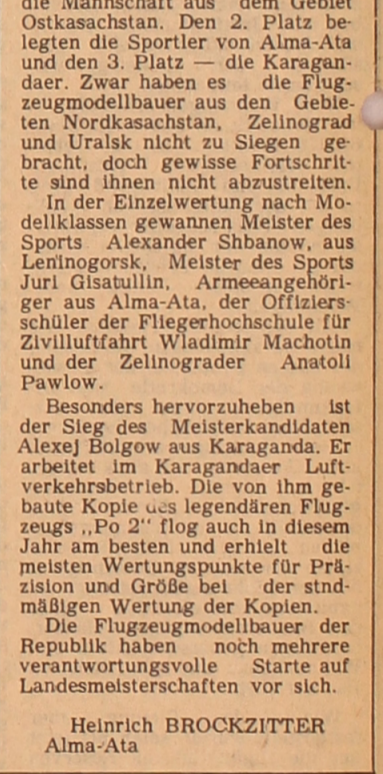 die Mannschaft aus dem Gebiet
Ostkasachstan. Den 2. Platz be-
legten die Sportler von Alma-Ata
und den 3. Platz — die Karagan-
daer. Zwar haben es die Flug-
zeugmodellbauer aus den Gebie-
ten Nordkasachstan, Zelinograd
und Uralsk nicht zu Siegen ge-
bracht, doch gewisse Fortschrit-
te sind ihnen nicht abzustreiten.
In der Einzelwertung nach Mo-
dellklassen gewannen Meister des
Sports Alexander Shbanow, aus
Leninogorsk, Meister des Sports
Juri Gisatullin, Armeeangehöri-
ger aus Alma-Ata, der Offiziers-
schüler der Fliegerhochschule für
Zivilluftfahrt Wladimir Machotin
und der Zelinograder Anatoli
Pawlow.
Besonders hervorzuheben ist
der Sieg des Meisterkandidaten
Alexej Bolgow aus Karaganda. Er
arbeitet im Karagandaer Luft-
verkehrsbetrieb. Die von ihm ge-
baute Kopie des legendären Flug-
zeugs „Po 2" flog auch in diesem
Jahr am besten und erhielt die
meisten Wertungspunkte für Prä-
zision und Größe bei der stnd-
mäßigen Wertung der Kopien.
Die Flugzeugmodellbauer der
Republik haben noch mehrere
verantwortungsvolle Starte auf
Landesmeisterschaften vor sich.
Heinrich BROCKZITTER
Alma-Ata